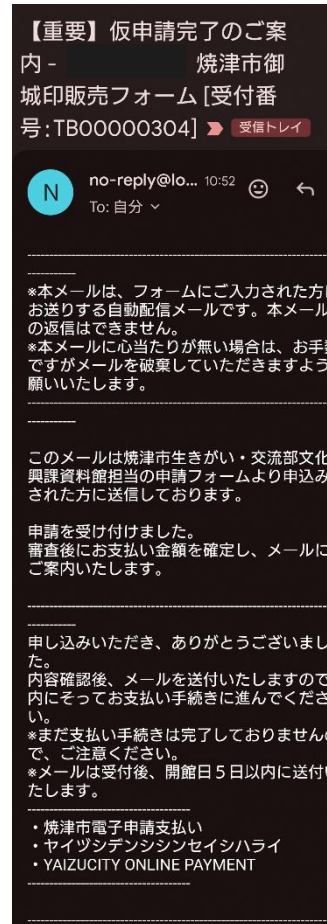 【重要】仮申請完了のご案
内 - 焼津市御
城印販売フォーム [受付番
号:TB00000304] 受信トレイ
N no-reply@lo... 10:52
To: 自分
----------
*本メールは、フォームにご入力された方に
お送りする自動配信メールです。本メール
の返信はできません。
*本メールに心当たりが無い場合は、お手数
ですがメールを破棄していただきますよう
願いいたします。
----------
このメールは焼津市生きがい・交流部文化
興課資料館担当の申請フォームより申込み
された方に送信しております。
申請を受け付けました。
審査後にお支払い金額を確定し、メールに
ご案内いたします。
----------
申し込みいただき、ありがとうございまし
た。
内容確認後、メールを送付いたしますので
内にそってお支払い手続きに進んでくださ
い。
*まだ支払い手続きは完了しておりませんの
で、ご注意ください。
*メールは受付後、開館日５日以内に送付い
たします。
----------
・焼津市電子申請支払い
・ヤイヅシデンシシンセイシハライ
・YAIZUCITY ONLINE PAYMENT
----------